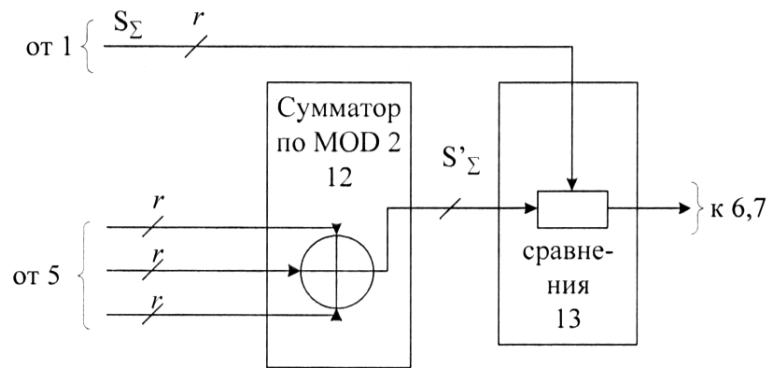 от 1
S_Σ
r
Сумматор
по MOD 2
12
S’_Σ
к 6,7
r
r
r
от 5
сравне-
ния
13